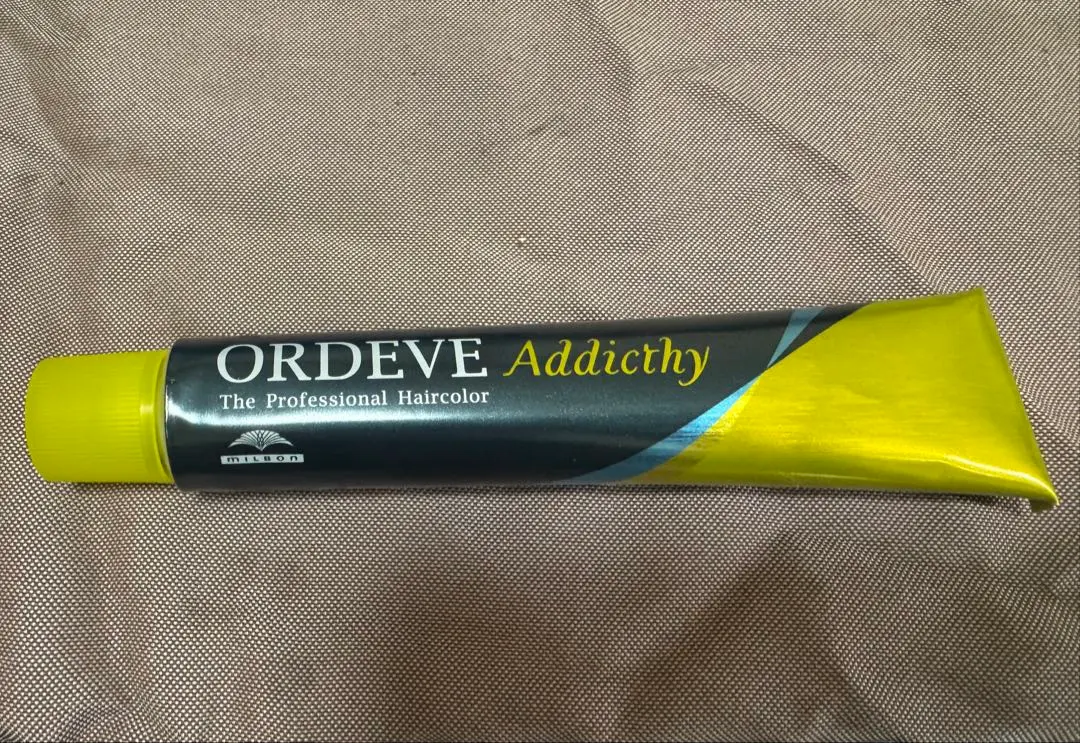 ORDEVE Addicthy
The Professional Haircolor
MILBON